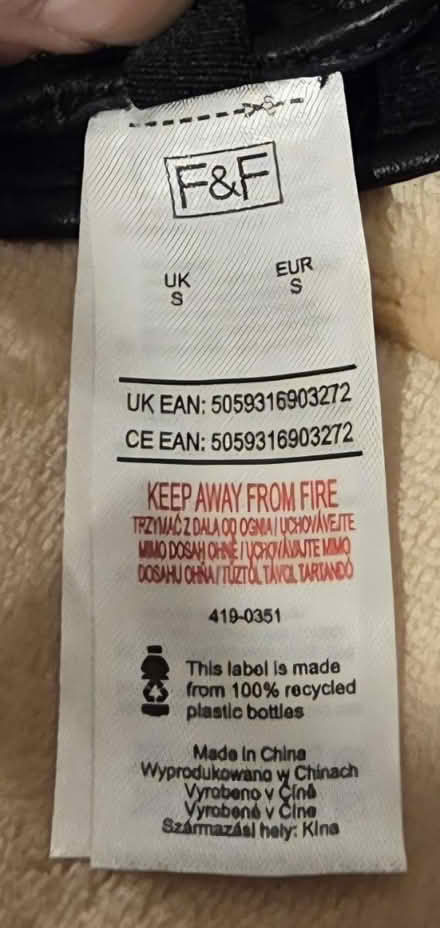 F&F
UK EUR
S S
UK EAN: 5059316903272
CE EAN: 5059316903272
KEEP AWAY FROM FIRE
TRZYMAĆ Z DALA OD OGNIA / UCHOVÁVEJTE
MIMO DOSAH OHNĚ / UCHOVÁVAJTE MIMO
DOSAHU OHŇA / TŰZTŐL TÁVOL TARTANDÓ
419-0351
This label is made
from 100% recycled
plastic bottles
Made in China
Wyprodukowano w Chinach
Vyrobeno v Číně
Vyrobené v Číne
Származási hely: Kína